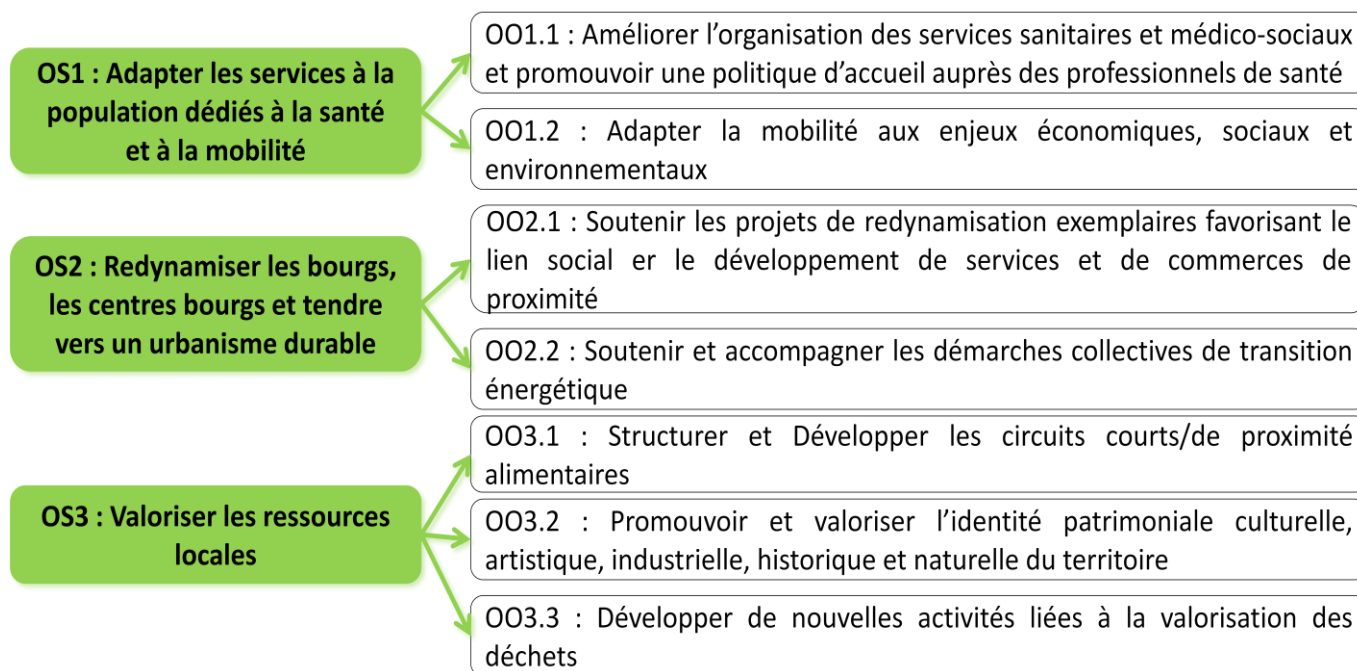 OS1 : Adapter les services à la
population dédiés à la santé
et à la mobilité
OO1.1 : Améliorer l’organisation des services sanitaires et médico-sociaux
et promouvoir une politique d’accueil auprès des professionnels de santé
OO1.2 : Adapter la mobilité aux enjeux économiques, sociaux et
environnementaux
OS2 : Redynamiser les bourgs,
les centres bourgs et tendre
vers un urbanisme durable
OO2.1 : Soutenir les projets de redynamisation exemplaires favorisant le
lien social er le développement de services et de commerces de
proximité
OO2.2 : Soutenir et accompagner les démarches collectives de transition
énergétique
OS3 : Valoriser les ressources
locales
OO3.1 : Structurer et Développer les circuits courts/de proximité
alimentaires
OO3.2 : Promouvoir et valoriser l’identité patrimoniale culturelle,
artistique, industrielle, historique et naturelle du territoire
OO3.3 : Développer de nouvelles activités liées à la valorisation des
déchets